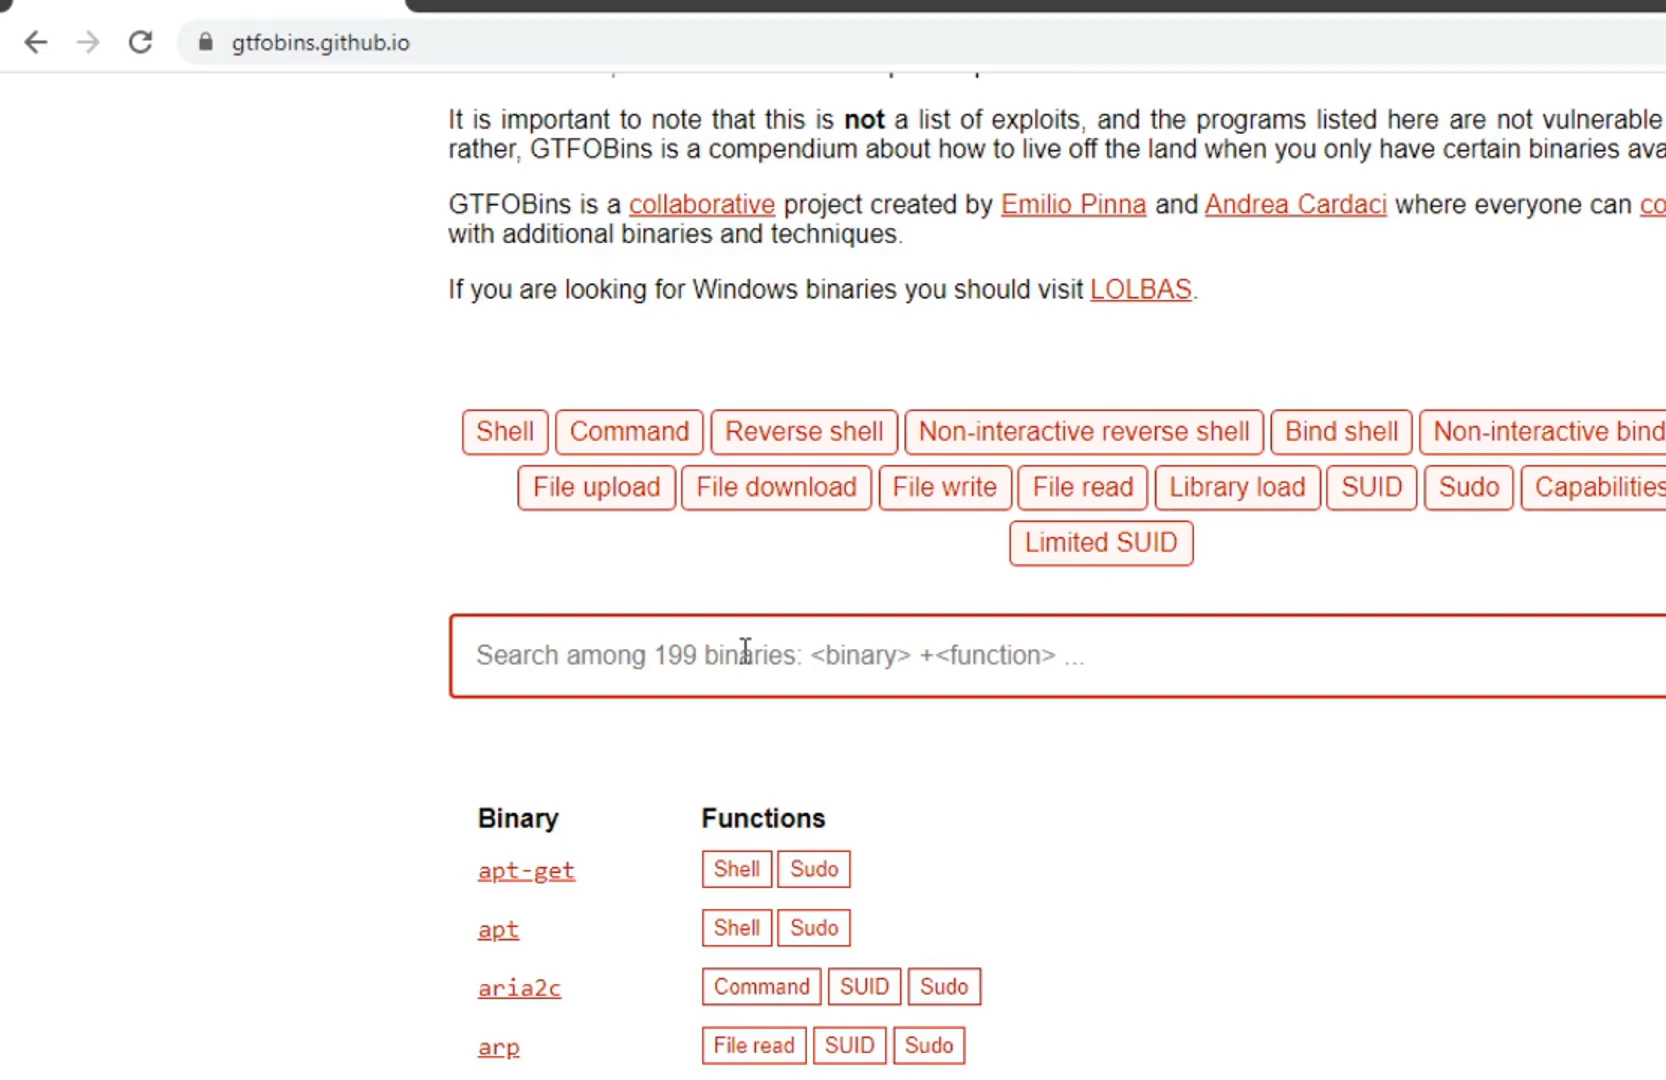 gtfobins.github.io
It is important to note that this is not a list of exploits, and the programs listed here are not vulnerable
rather, GTFOBins is a compendium about how to live off the land when you only have certain binaries ava
GTFOBins is a collaborative project created by Emilio Pinna and Andrea Cardaci where everyone can co
with additional binaries and techniques.
If you are looking for Windows binaries you should visit LOLBAS.
Shell Command Reverse shell Non-interactive reverse shell Bind shell Non-interactive bind
File upload File download File write File read Library load SUID Sudo Capabilities
Limited SUID
Search among 199 binaries: <binary> +<function> ...
Binary Functions
apt-get Shell Sudo
apt Shell Sudo
aria2c Command SUID Sudo
arp File read SUID Sudo